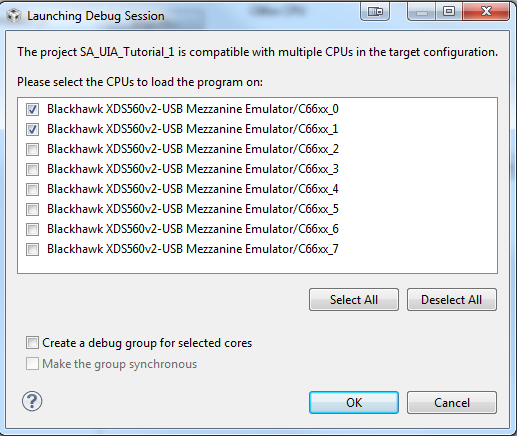 Launching Debug Session
The project SA_UIA_Tutorial_1 is compatible with multiple CPUs in the target configuration.
Please select the CPUs to load the program on:
Blackhawk XDS560v2-USB Mezzanine Emulator/C66xx_0
Blackhawk XDS560v2-USB Mezzanine Emulator/C66xx_1
Blackhawk XDS560v2-USB Mezzanine Emulator/C66xx_2
Blackhawk XDS560v2-USB Mezzanine Emulator/C66xx_3
Blackhawk XDS560v2-USB Mezzanine Emulator/C66xx_4
Blackhawk XDS560v2-USB Mezzanine Emulator/C66xx_5
Blackhawk XDS560v2-USB Mezzanine Emulator/C66xx_6
Blackhawk XDS560v2-USB Mezzanine Emulator/C66xx_7
Select All Deselect All
Create a debug group for selected cores
Make the group synchronous
? OK Cancel